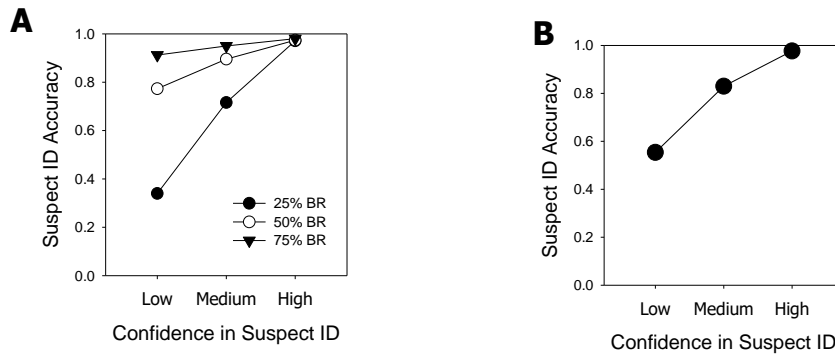 A
Suspect ID Accuracy
1.0
0.8
0.6
0.4
0.2
0.0
25% BR
50% BR
75% BR
Low Medium High
Confidence in Suspect ID
B
Suspect ID Accuracy
1.0
0.8
0.6
0.4
0.2
0.0
Low Medium High
Confidence in Suspect ID